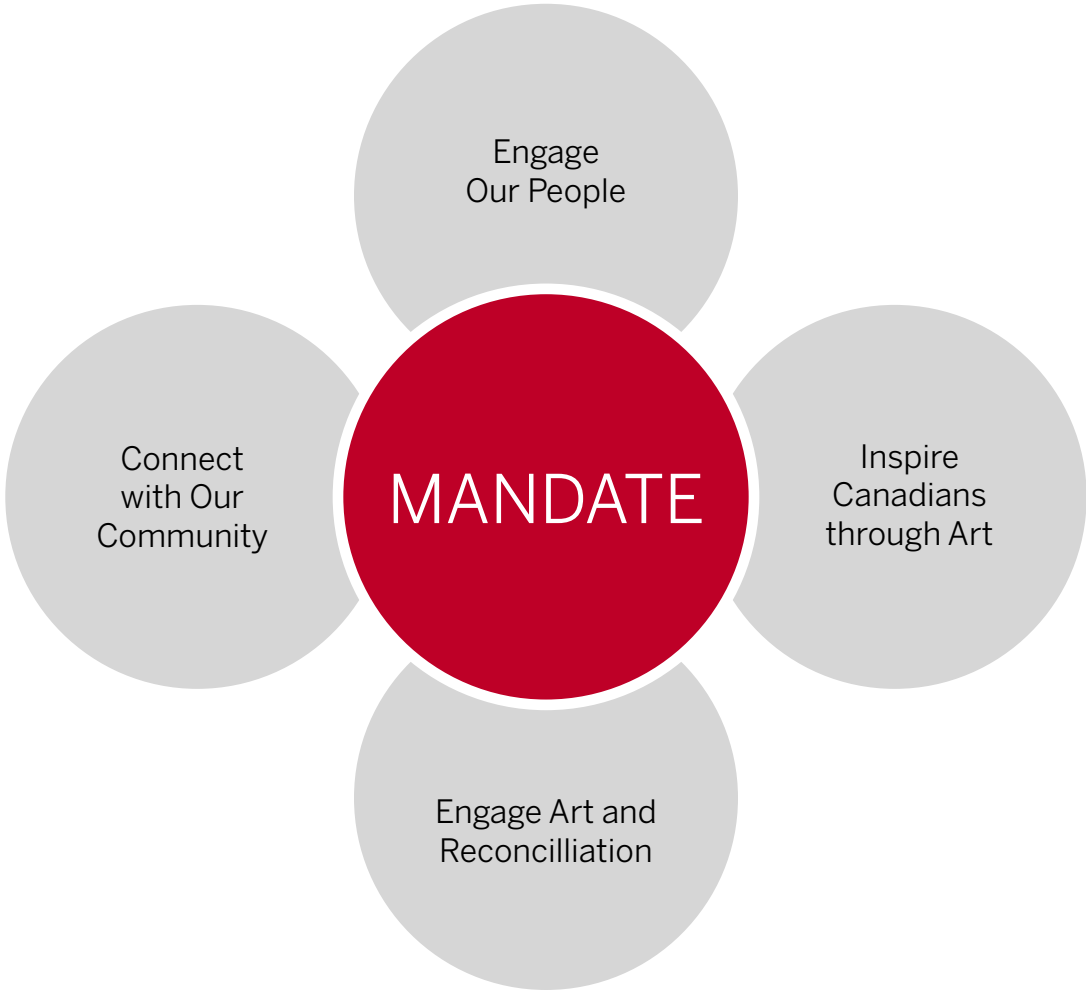 Engage
Our People
Connect
with Our
Community
MANDATE
Inspire
Canadians
through Art
Engage Art and
Reconcilliation